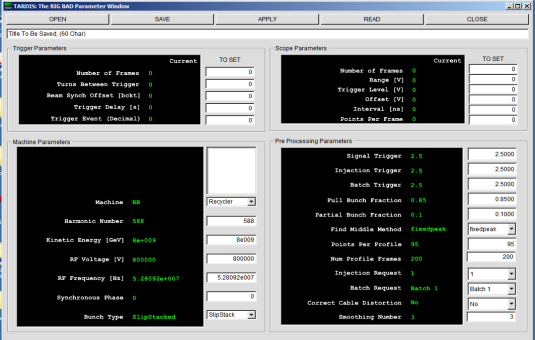 TARDIS: The BIG BAD Parameter Window
OPEN SAVE APPLY READ CLOSE
Title To Be Saved, (60 Char)
Trigger Parameters
Current TO SET
Number of Frames 0 0
Turns Between Trigger 0 0
Beam Synch Offset [bckt] 0 0
Trigger Delay [s] 0 0
Trigger Event (Decimal) 0 0
Scope Parameters
Current TO SET
Number of Frames 0 0
Range [V] 0 0
Trigger Level [V] 0 0
Offset [V] 0 0
Interval [ns] 0 0
Points Per Frame 0 0
Machine Parameters
Machine RR Recycler
Harmonic Number 588 588
Kinetic Energy [GeV] 8e+009 8e009
RF Voltage [V] 800000 800000
RF Frequency [Hz] 5.28092e+007 5.28092e007
Synchronous Phase 0 0
Bunch Type SlipStacked SlipStack
Pre Processing Parameters
Signal Trigger 2.5 2.5000
Injection Trigger 2.5 2.5000
Batch Trigger 2.5 2.5000
Full Bunch Fraction 0.85 0.8500
Partial Bunch Fraction 0.1 0.1000
Find Middle Method fixedpeak fixedpeak
Points Per Profile 95 95
Num Profile Frames 200 200
Injection Request 1 1
Batch Request Batch 1 Batch 1
Correct Cable Distortion No No
Smoothing Number 3 3